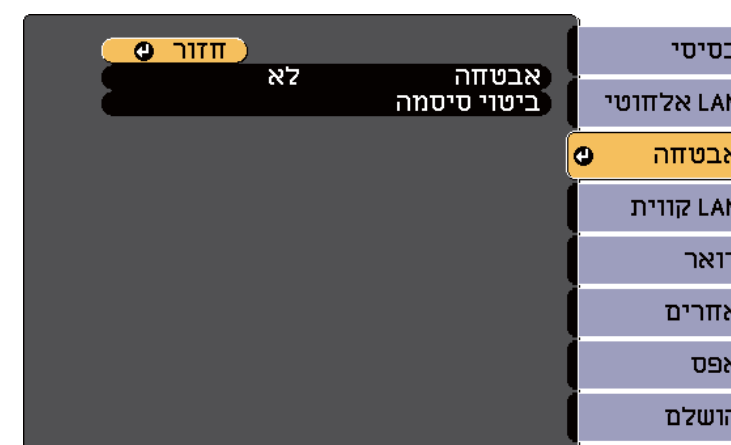 חזור
אבטחה לא
ביטוי סיסמה
בסיסי
LAN אלחוטי
אבטחה
LAN קווית
דואר
אחרים
אפס
הושלם